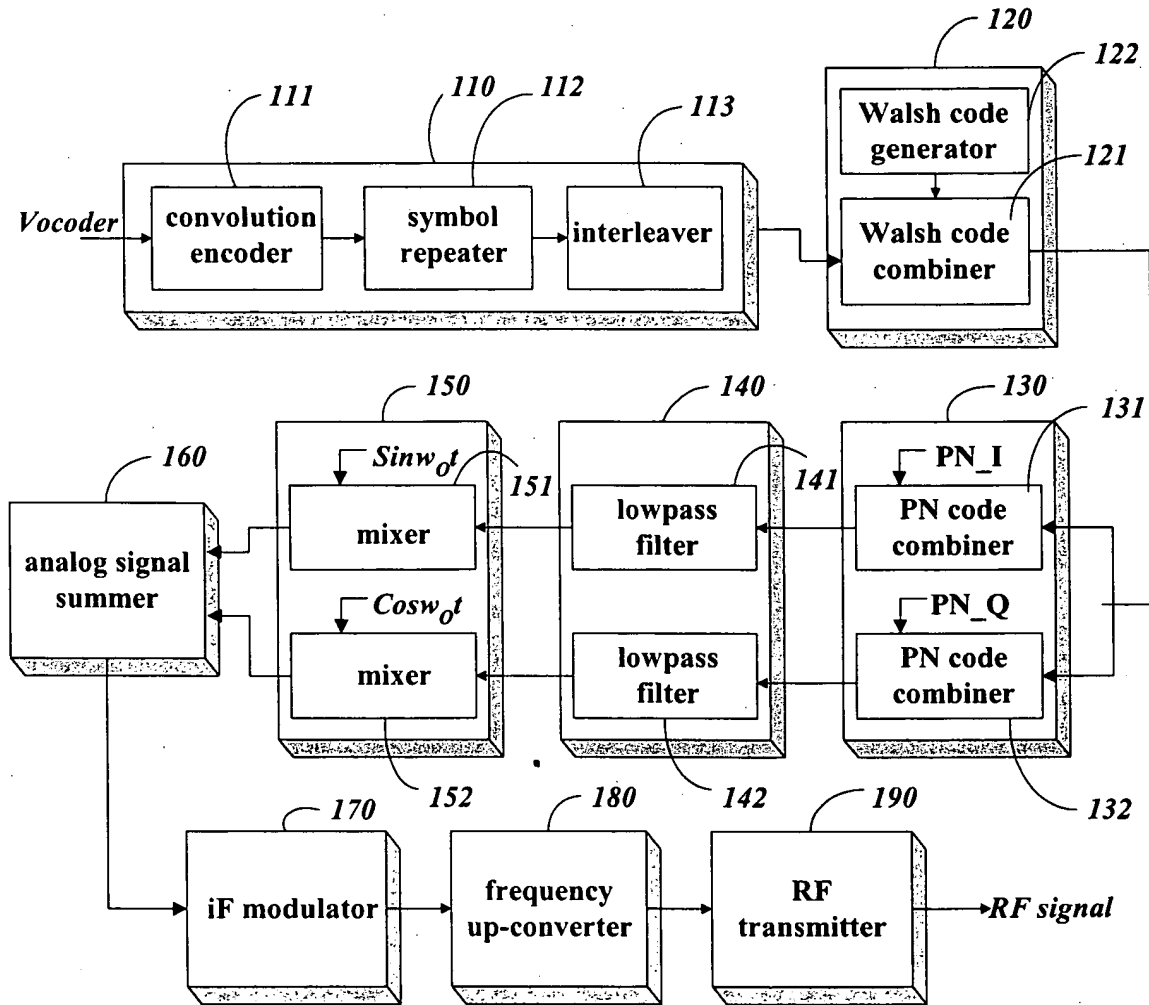 120
122
111
110
112
113
Walsh code
generator
121
Vocoder
convolution
encoder
symbol
repeater
interleaver
Walsh code
combiner
150
140
130
131
160
Sinw₀t
151
141
PN_I
analog signal
summer
mixer
lowpass
filter
PN code
combiner
Cosw₀t
PN_Q
mixer
lowpass
filter
PN code
combiner
152
142
132
170
180
190
iF modulator
frequency
up-converter
RF
transmitter
RF signal